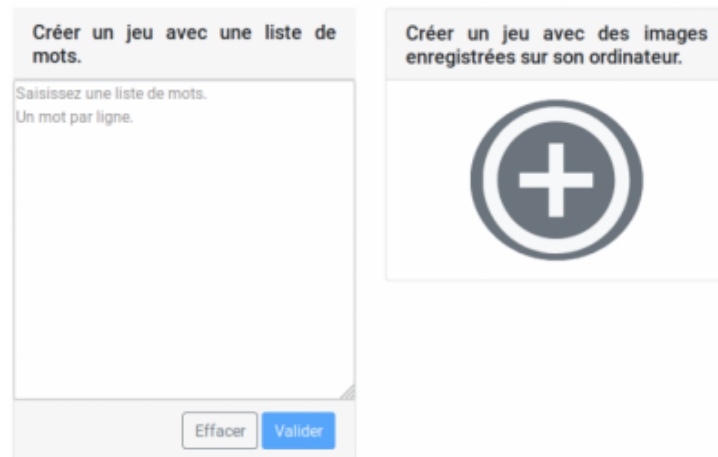 Créer un jeu avec une liste de
mots.
Saisissez une liste de mots.
Un mot par ligne.
Effacer
Valider
Créer un jeu avec des images
enregistrées sur son ordinateur.